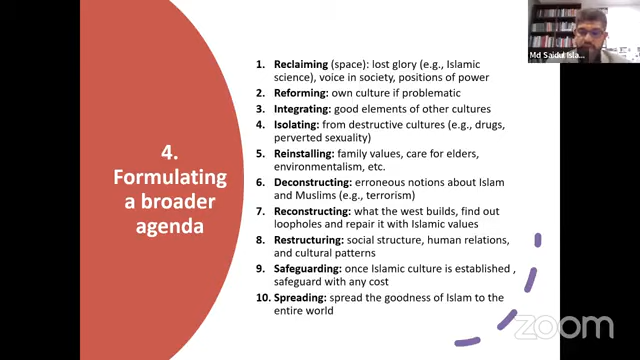 4.
Formulating
a broader
agenda
1. Reclaiming (space): lost glory (e.g., Islamic
science), voice in society, positions of power
2. Reforming: own culture if problematic
3. Integrating: good elements of other cultures
4. Isolating: from destructive cultures (e.g., drugs,
perverted sexuality)
5. Reinstalling: family values, care for elders,
environmentalism, etc.
6. Deconstructing: erroneous notions about Islam
and Muslims (e.g., terrorism)
7. Reconstructing: what the west builds, find out
loopholes and repair it with Islamic values
8. Restructuring: social structure, human relations,
and cultural patterns
9. Safeguarding: once Islamic culture is established ,
safeguard with any cost
10. Spreading: spread the goodness of Islam to the
entire world
Md Saidul Isla...
zoom